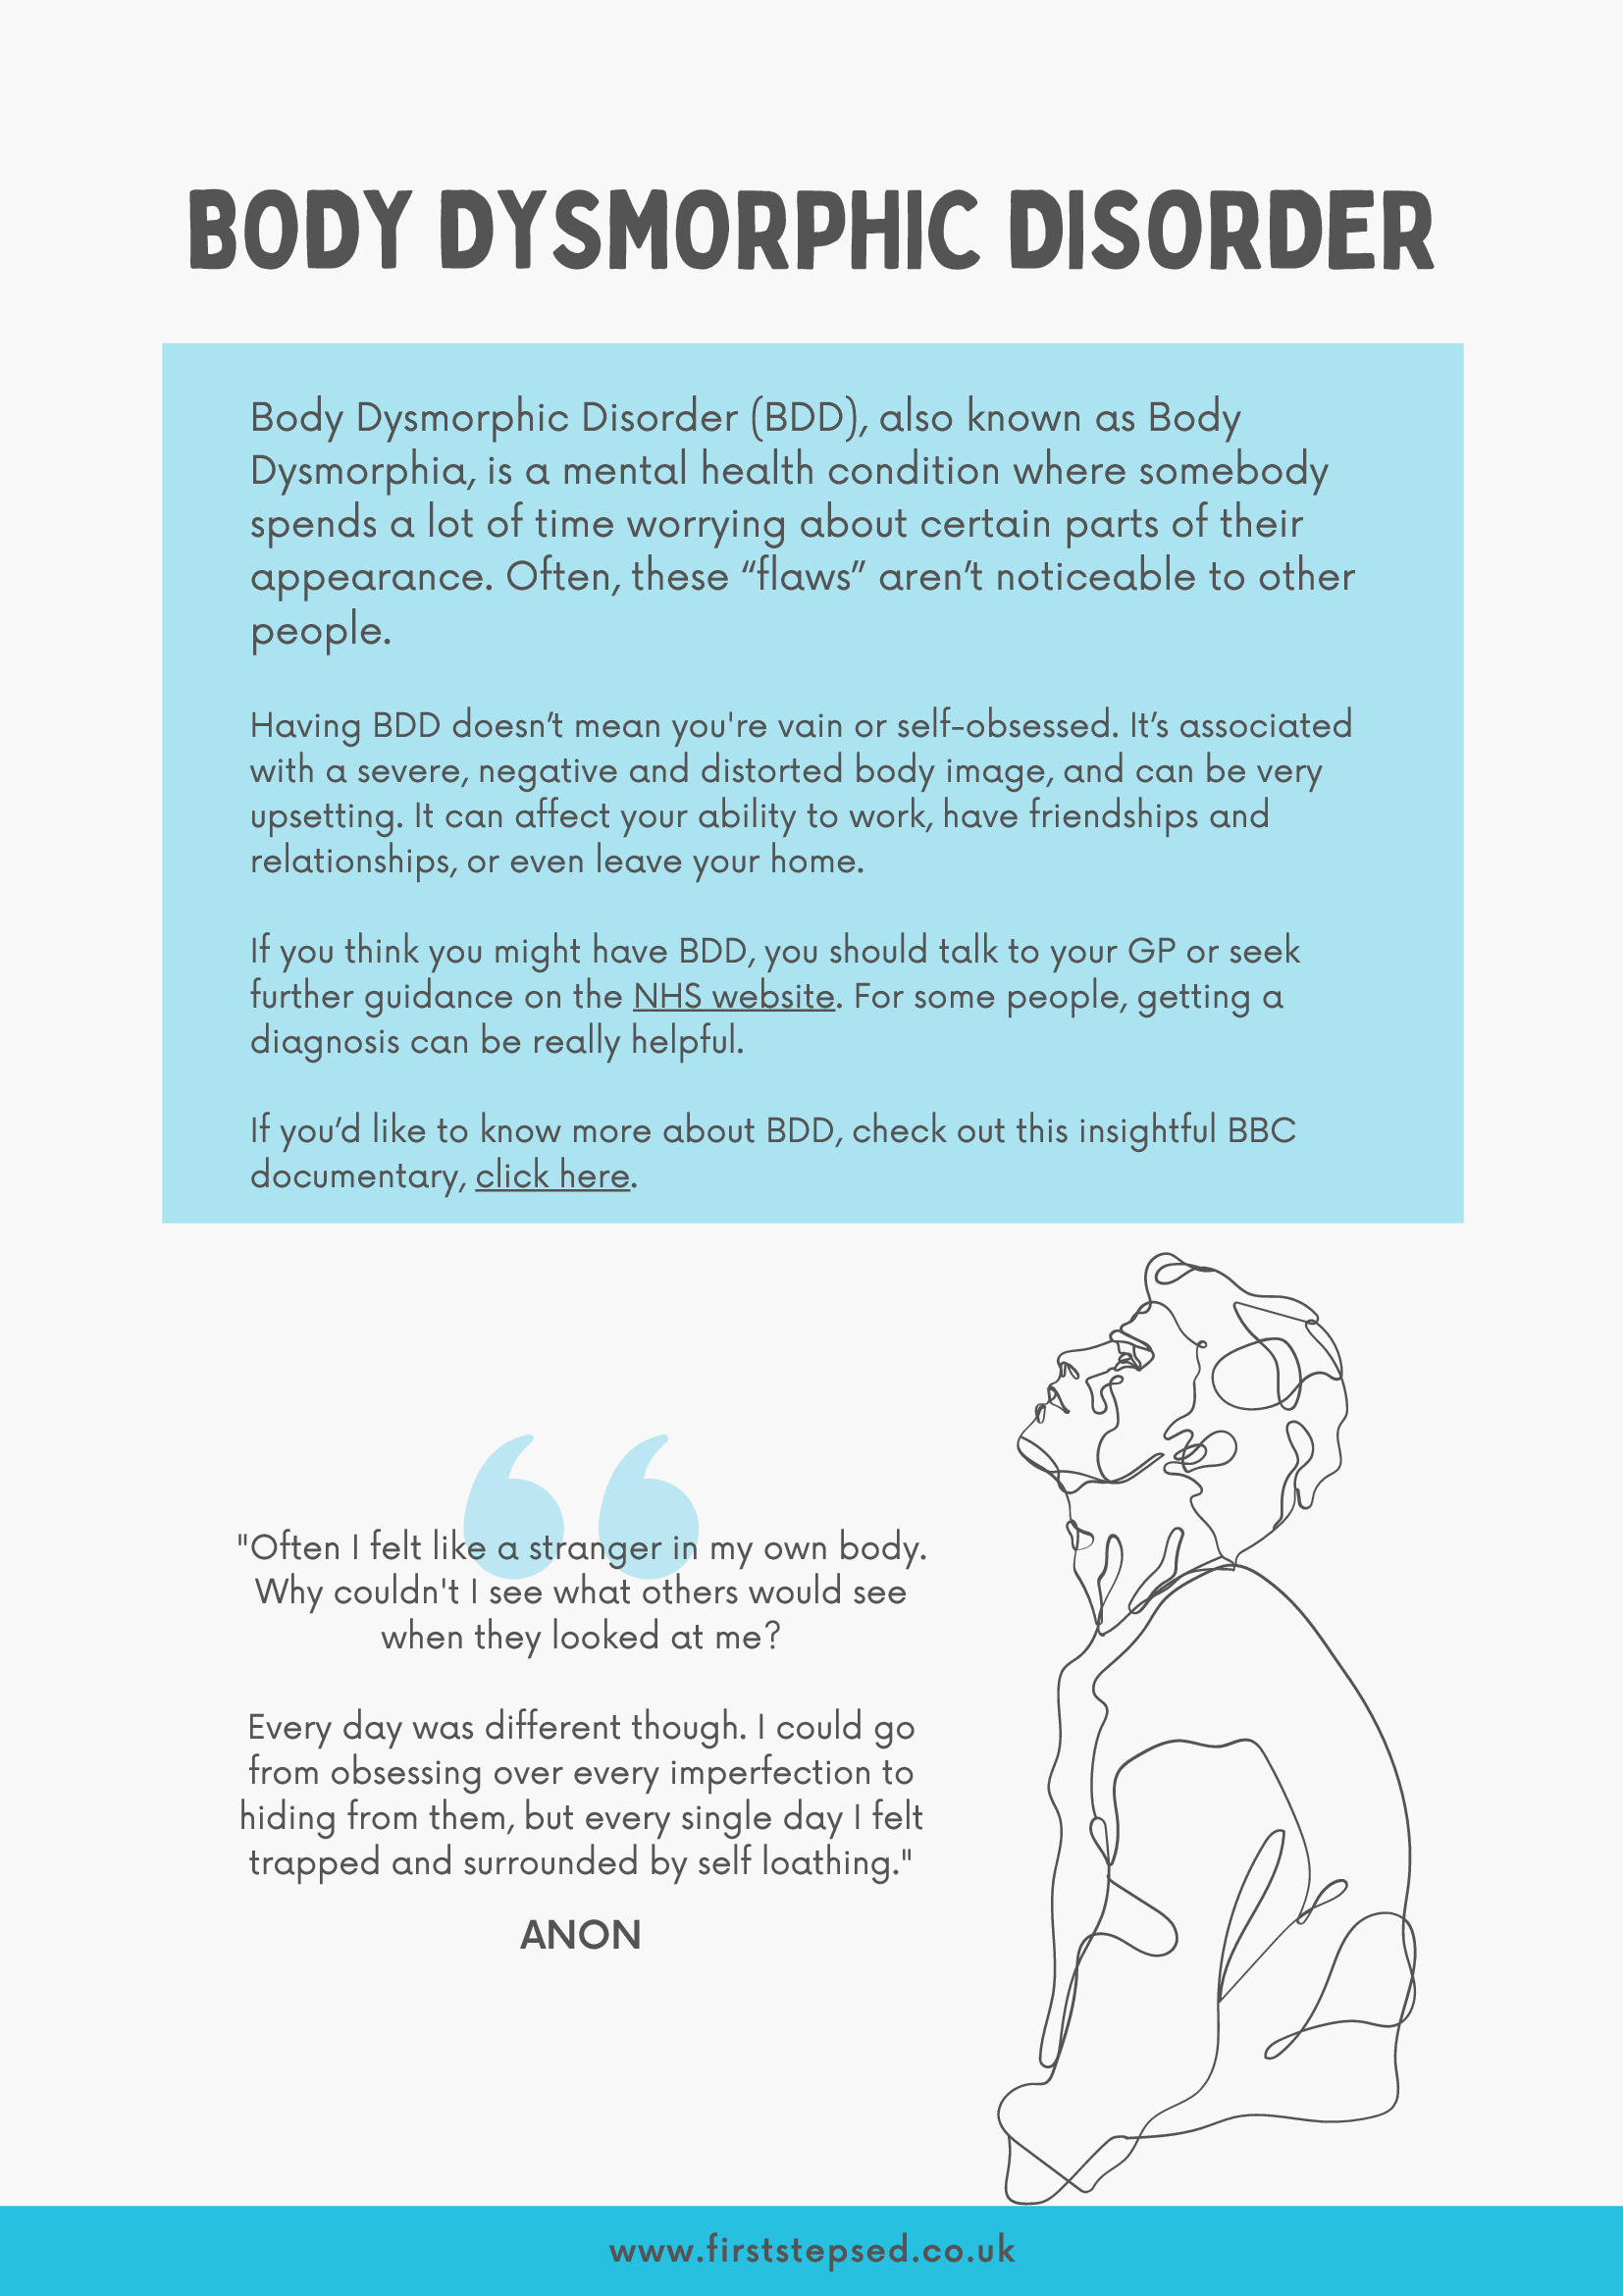 BODY DYSMORPHIC DISORDER
Body Dysmorphic Disorder (BDD), also known as Body
Dysmorphia, is a mental health condition where somebody
spends a lot of time worrying about certain parts of their
appearance. Often, these “flaws” aren’t noticeable to other
people.
Having BDD doesn’t mean you're vain or self-obsessed. It’s associated
with a severe, negative and distorted body image, and can be very
upsetting. It can affect your ability to work, have friendships and
relationships, or even leave your home.
If you think you might have BDD, you should talk to your GP or seek
further guidance on the NHS website. For some people, getting a
diagnosis can be really helpful.
If you’d like to know more about BDD, check out this insightful BBC
documentary, click here.
"Often I felt like a stranger in my own body.
Why couldn't I see what others would see
when they looked at me?
Every day was different though. I could go
from obsessing over every imperfection to
hiding from them, but every single day I felt
trapped and surrounded by self loathing."
ANON
www.firststepsed.co.uk